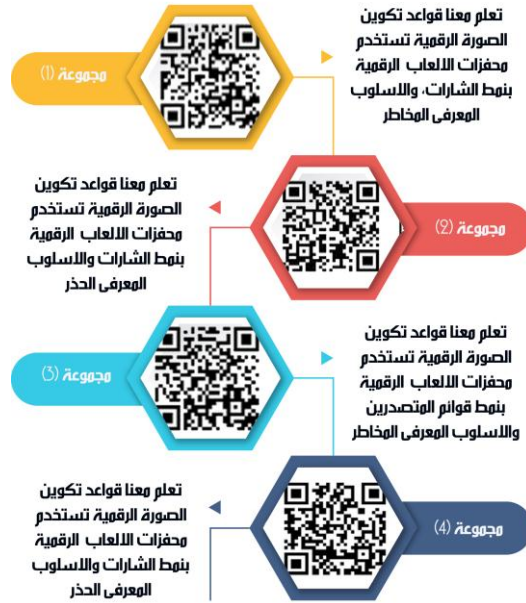 تعلم معنا قواعد تكوين
الصورة الرقمية تستخدم
محفزات الالعاب الرقمية
بنمط الشارات، والاسلوب
المعرفى المخاطر
مجموعة (1)
تعلم معنا قواعد تكوين
الصورة الرقمية تستخدم
محفزات الالعاب الرقمية
بنمط الشارات والاسلوب
المعرفى الحذر
مجموعة (2)
تعلم معنا قواعد تكوين
الصورة الرقمية تستخدم
محفزات الالعاب الرقمية
بنمط قوائم المتصدرين
والاسلوب المعرفى المخاطر
مجموعة (3)
تعلم معنا قواعد تكوين
الصورة الرقمية تستخدم
محفزات الالعاب الرقمية
بنمط الشارات والاسلوب
المعرفى الحذر
مجموعة (4)